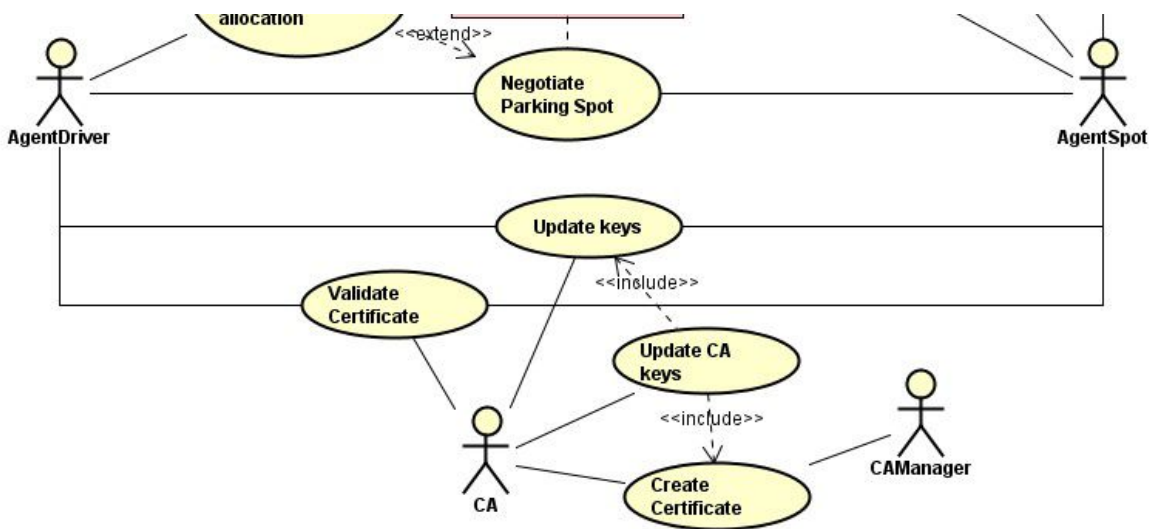 allocation
<<extend>>
Negotiate
Parking Spot
AgentDriver
AgentSpot
Update keys
<<include>>
Validate
Certificate
Update CA
keys
<<include>>
CAManager
CA
Create
Certificate